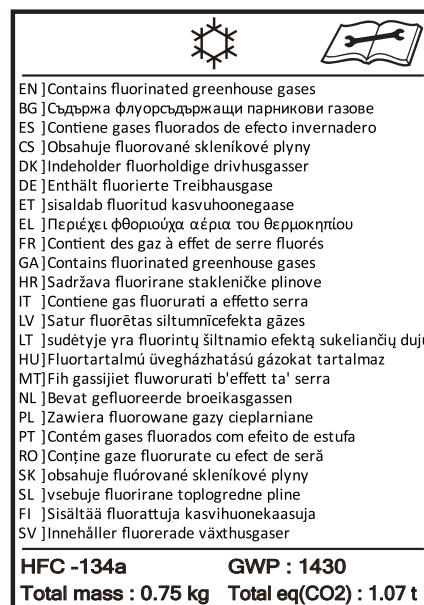 EN ]Contains fluorinated greenhouse gases
BG ]Съдържа флуорсъдържащи парникови газове
ES ]Contiene gases fluorados de efecto invernadero
CS ]Obsahuje fluorované skleníkové plyny
DK ]Indeholder fluorholdige drivhusgasser
DE ]Enthält fluorierte Treibhausgase
ET ]sisaldab fluoritud kasvuhoonegaase
EL ]Περιέχει φθοριούχα αέρια του θερμοκηπίου
FR ]Contient des gaz à effet de serre fluorés
GA ]Contains fluorinated greenhouse gases
HR ]Sadržava fluorirane stakleničke plinove
IT ]Contiene gas fluorurati a effetto serra
LV ]Satur fluorētas siltumnīcefekta gāzes
LT ]sudėtyje yra fluorintų šiltnamio efektą sukeliančių dujų
HU]Fluortartalmú üvegházhatású gázokat tartalmaz
MT]Fih gassijiet fluworurati b'effett ta' serra
NL ]Bevat gefluoreerde broeikasgassen
PL ]Zawiera fluorowane gazy cieplarniane
PT ]Contém gases fluorados com efeito de estufa
RO ]Conține gaze fluorurate cu efect de seră
SK ]obsahuje fluórované skleníkové plyny
SL ]vsebuje fluorirane toplogredne pline
FI ]Sisältää fluorattuja kasvihuonekaasuja
SV ]Innehåller fluorerade växthusgaser
HFC -134a GWP : 1430
Total mass : 0.75 kg Total eq(CO2) : 1.07 t